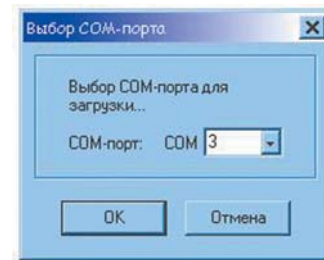 Выбор COM-порта
Выбор COM-порта для
загрузки...
COM-порт: COM 3
OK Отмена